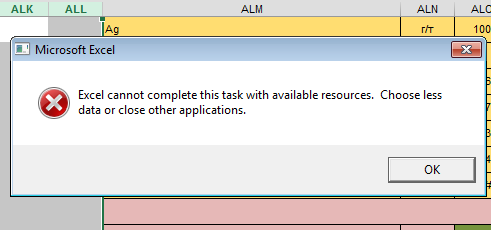 ALK ALL ALM ALN ALO
Ag г/т 100
Microsoft Excel
Excel cannot complete this task with available resources.  Choose less
data or close other applications.
OK